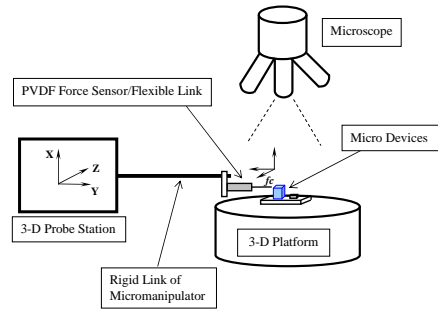 Microscope
PVDF Force Sensor/Flexible Link
Micro Devices
X
Z
Y
fc
3-D Probe Station
3-D Platform
Rigid Link of
Micromanipulator